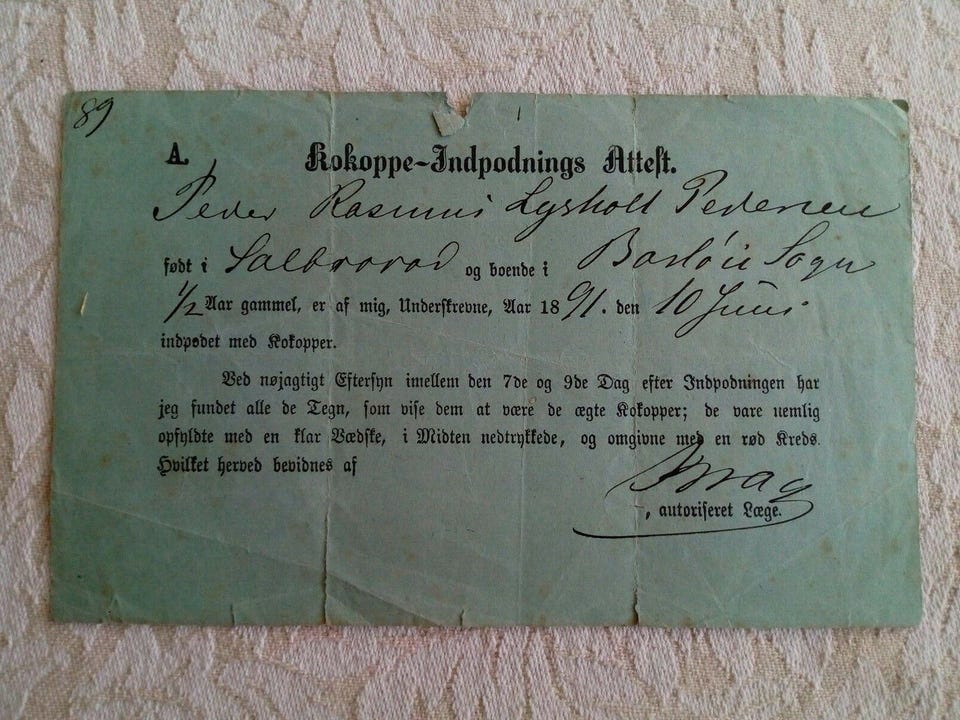 89
A. Kokoppe-Indpodnings Attest.
Peder Rasmus Lysholt Pedersen
født i Salbrovad og boende i Barløse Sogn
1/2 Aar gammel, er af mig, Underskrevne, Aar 1891. den 10 Juni
indpodet med Kokopper.
Ved nøjagtigt Eftersyn imellem den 7de og 9de Dag efter Indpodningen har
jeg fundet alle de Tegn, som vise dem at være de ægte Kokopper; de vare nemlig
opfyldte med en klar Vædske, i Midten nedtrykkede, og omgivne med en rød Kreds.
Hvilket herved bevidnes af
, autoriseret Læge.